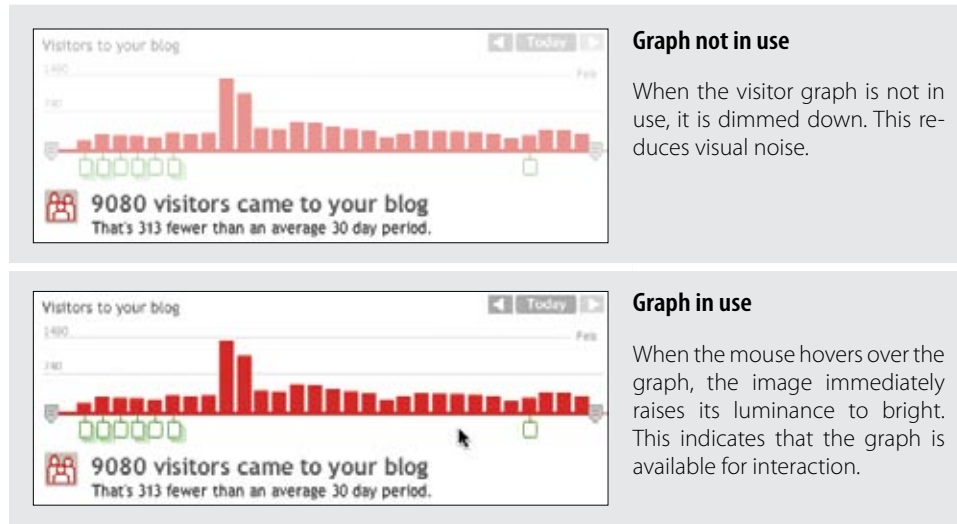 Visitors to your blog
Today
1480
Feb
740
9080 visitors came to your blog
That's 313 fewer than an average 30 day period.
Graph not in use
When the visitor graph is not in
use, it is dimmed down. This re-
duces visual noise.
Visitors to your blog
Today
1480
Feb
740
9080 visitors came to your blog
That's 313 fewer than an average 30 day period.
Graph in use
When the mouse hovers over the
graph, the image immediately
raises its luminance to bright.
This indicates that the graph is
available for interaction.